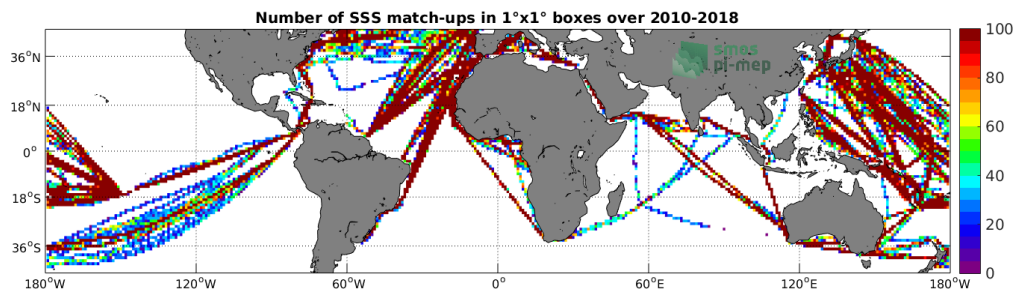 Number of SSS match-ups in 1°x1° boxes over 2010-2018
smos
pi-mep
36°N
18°N
0°
18°S
36°S
180°W 120°W 60°W 0° 60°E 120°E 180°W
100
80
60
40
20
0